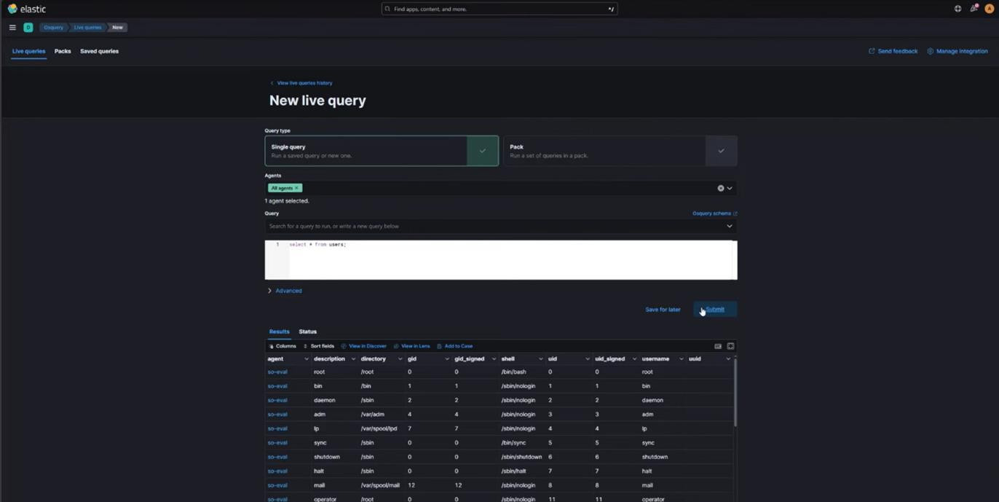 elastic
Find apps, content, and more.
^/
A
D
Osquery
Live queries
New
Live queries
Packs
Saved queries
Send feedback
Manage integration
View live queries history
New live query
Query type
Single query
Run a saved query or new one.
Pack
Run a set of queries in a pack.
Agents
All agents ×
1 agent selected.
Query
Osquery schema
Search for a query to run, or write a new query below
1 select * from users;
Advanced
Save for later
Submit
Results
Status
Columns
Sort fields
View in Discover
View in Lens
Add to Case
agent description directory gid gid_signed shell uid uid_signed username uuid
so-eval root /root 0 0 /bin/bash 0 0 root
so-eval bin /bin 1 1 /sbin/nologin 1 1 bin
so-eval daemon /sbin 2 2 /sbin/nologin 2 2 daemon
so-eval adm /var/adm 4 4 /sbin/nologin 3 3 adm
so-eval lp /var/spool/lpd 7 7 /sbin/nologin 4 4 lp
so-eval sync /sbin 0 0 /bin/sync 5 5 sync
so-eval shutdown /sbin 0 0 /sbin/shutdown 6 6 shutdown
so-eval halt /sbin 0 0 /sbin/halt 7 7 halt
so-eval mail /var/spool/mail 12 12 /sbin/nologin 8 8 mail
so-eval operator /root 0 0 /sbin/nologin 11 11 operator